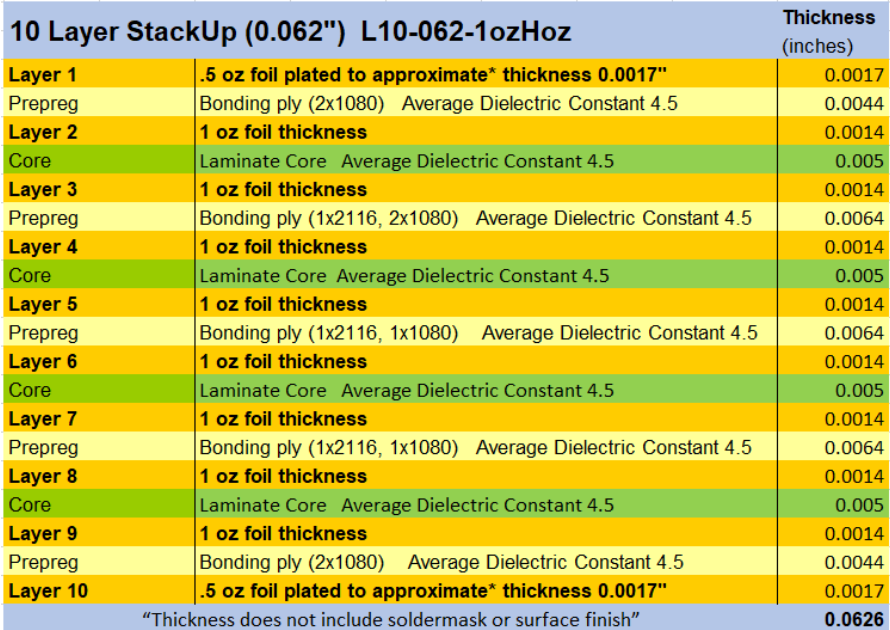 10 Layer StackUp (0.062") L10-062-1ozHoz Thickness
(inches)
Layer 1 .5 oz foil plated to approximate* thickness 0.0017" 0.0017
Prepreg Bonding ply (2x1080) Average Dielectric Constant 4.5 0.0044
Layer 2 1 oz foil thickness 0.0014
Core Laminate Core Average Dielectric Constant 4.5 0.005
Layer 3 1 oz foil thickness 0.0014
Prepreg Bonding ply (1x2116, 2x1080) Average Dielectric Constant 4.5 0.0064
Layer 4 1 oz foil thickness 0.0014
Core Laminate Core Average Dielectric Constant 4.5 0.005
Layer 5 1 oz foil thickness 0.0014
Prepreg Bonding ply (1x2116, 1x1080) Average Dielectric Constant 4.5 0.0064
Layer 6 1 oz foil thickness 0.0014
Core Laminate Core Average Dielectric Constant 4.5 0.005
Layer 7 1 oz foil thickness 0.0014
Prepreg Bonding ply (1x2116, 1x1080) Average Dielectric Constant 4.5 0.0064
Layer 8 1 oz foil thickness 0.0014
Core Laminate Core Average Dielectric Constant 4.5 0.005
Layer 9 1 oz foil thickness 0.0014
Prepreg Bonding ply (2x1080) Average Dielectric Constant 4.5 0.0044
Layer 10 .5 oz foil plated to approximate* thickness 0.0017" 0.0017
“Thickness does not include soldermask or surface finish” 0.0626